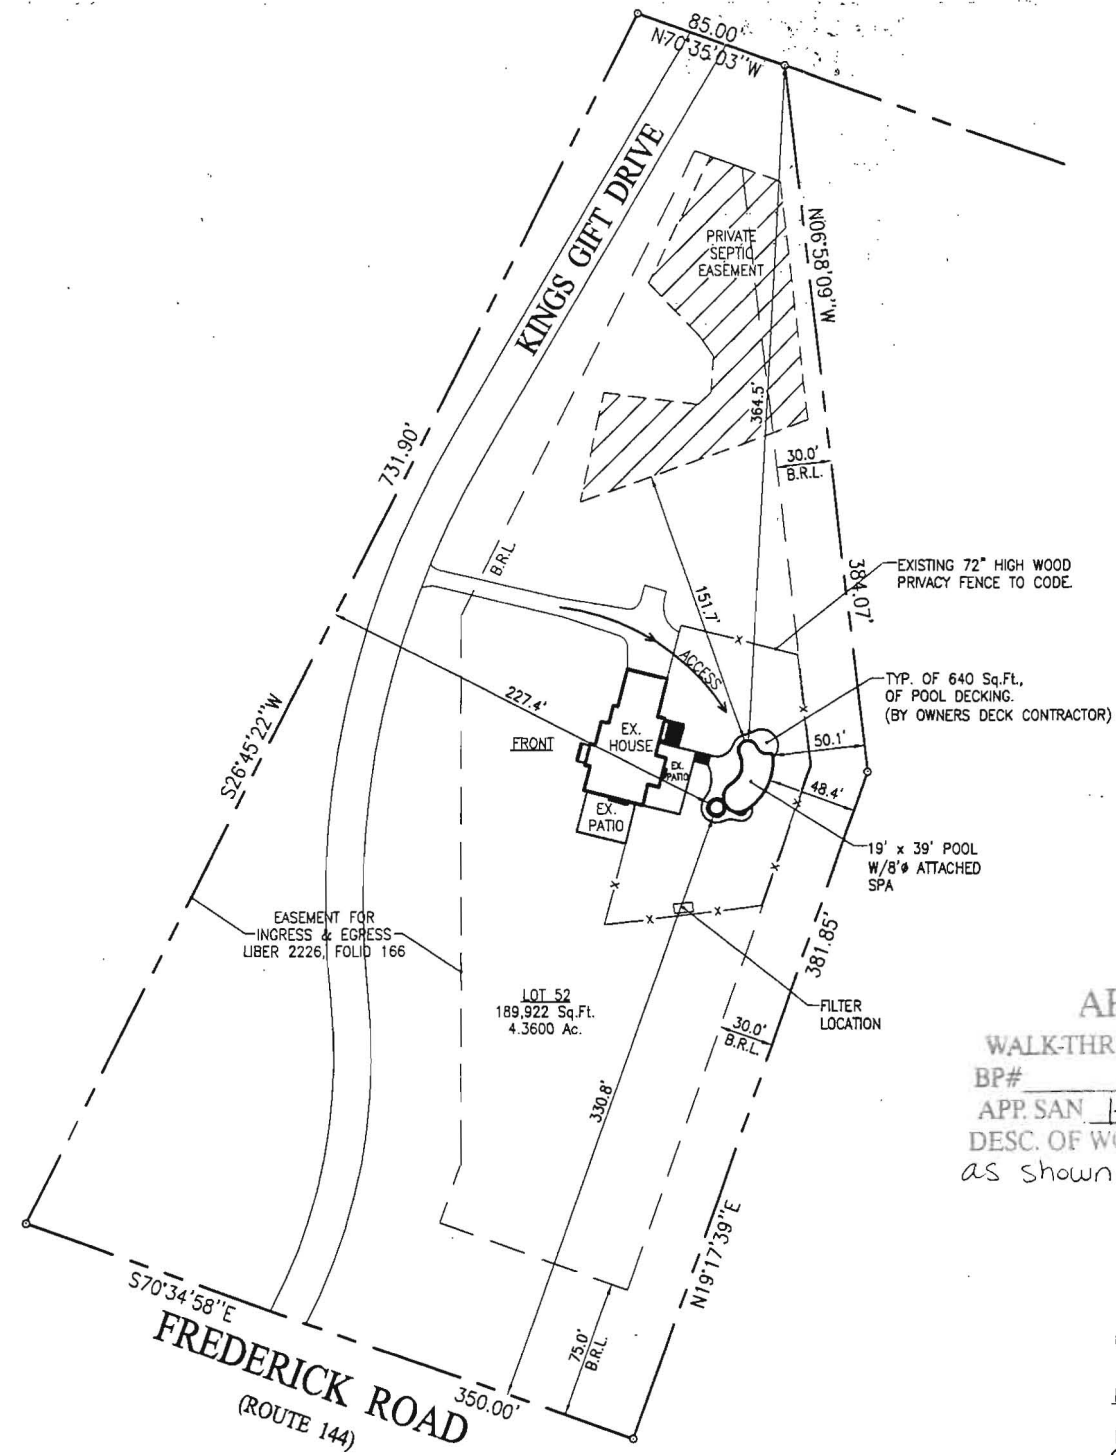 85.00'
N70°35'03"W
KINGS GIFT DRIVE
PRIVATE
SEPTIC
EASEMENT
N06°58'09"W
364.5'
731.90'
30.0'
B.R.L.
B.R.L.
EXISTING 72" HIGH WOOD
PRIVACY FENCE TO CODE.
384.07'
151.7'
ACCESS
TYP. OF 640 Sq.Ft.,
OF POOL DECKING.
(BY OWNERS DECK CONTRACTOR)
227.4'
S26°45'22"W
FRONT
EX.
HOUSE
EX.
PATIO
EX.
PATIO
50.1'
48.4'
19' x 39' POOL
W/8'ø ATTACHED
SPA
EASEMENT FOR
INGRESS & EGRESS
LIBER 2226, FOLIO 166
381.85'
LOT 52
189,922 Sq.Ft.
4.3600 Ac.
FILTER
LOCATION
30.0'
B.R.L.
330.8'
WALK-THR
BP#
APP. SAN
DESC. OF
as shown
N19°17'39"E
S70°34'58"E
75.0'
B.R.L.
FREDERICK ROAD
350.00'
(ROUTE 144)